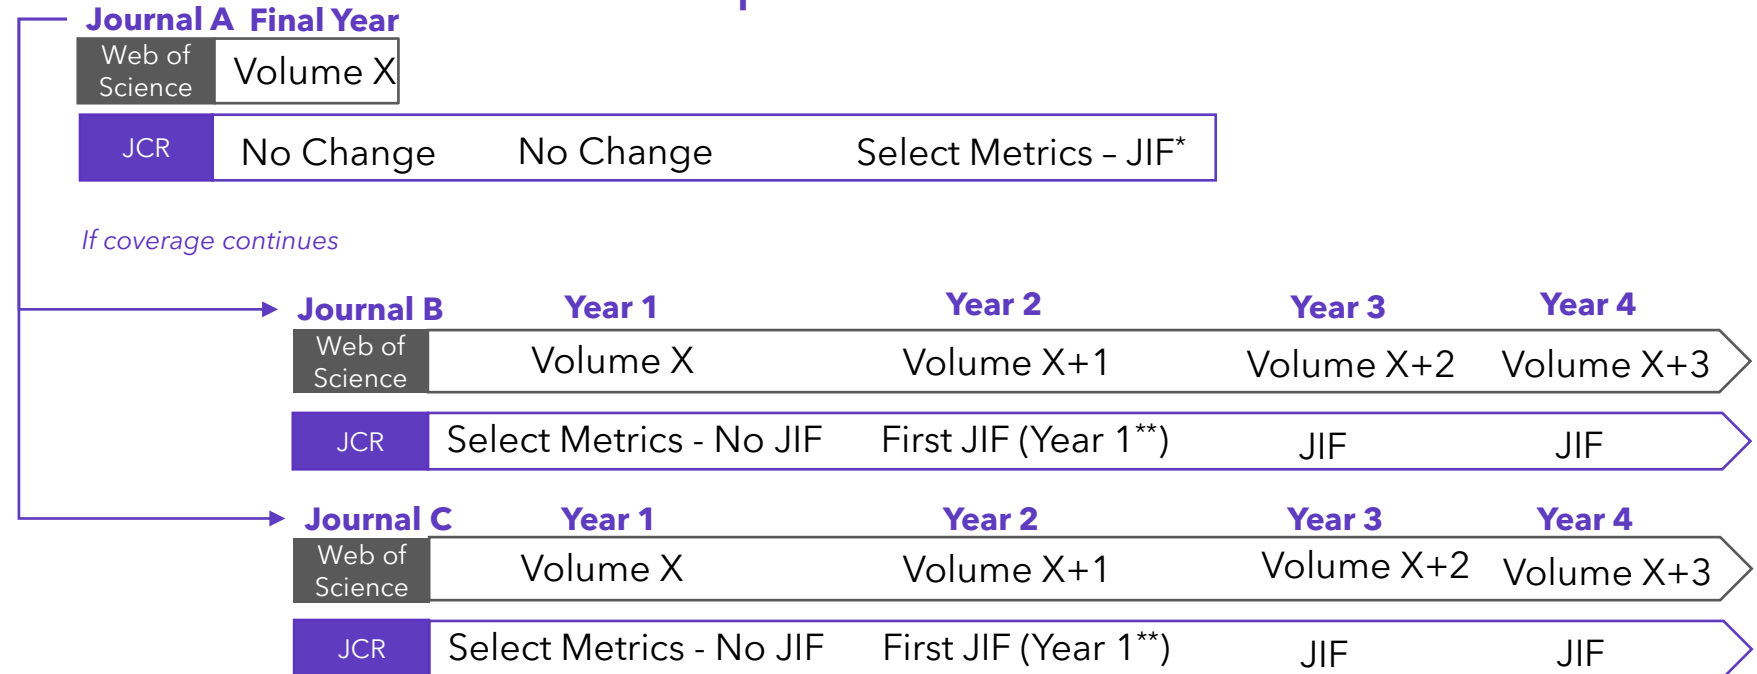 Journal A Final Year
Web of Science Volume X
JCR No Change No Change Select Metrics – JIF*
If coverage continues
Journal B Year 1 Year 2 Year 3 Year 4
Web of Science Volume X Volume X+1 Volume X+2 Volume X+3
JCR Select Metrics - No JIF First JIF (Year 1**) JIF JIF
Journal C Year 1 Year 2 Year 3 Year 4
Web of Science Volume X Volume X+1 Volume X+2 Volume X+3
JCR Select Metrics - No JIF First JIF (Year 1**) JIF JIF